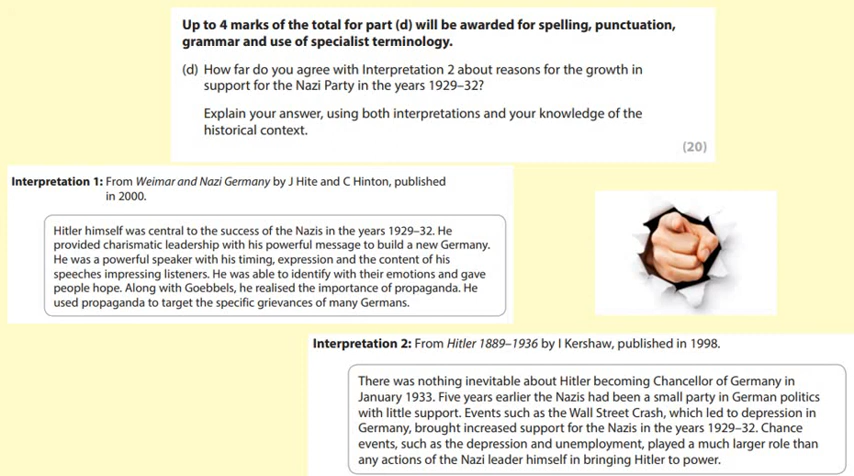 Up to 4 marks of the total for part (d) will be awarded for spelling, punctuation,
grammar and use of specialist terminology.
(d) How far do you agree with Interpretation 2 about reasons for the growth in
support for the Nazi Party in the years 1929–32?
Explain your answer, using both interpretations and your knowledge of the
historical context.
(20)
Interpretation 1: From Weimar and Nazi Germany by J Hite and C Hinton, published
in 2000.
Hitler himself was central to the success of the Nazis in the years 1929–32. He
provided charismatic leadership with his powerful message to build a new Germany.
He was a powerful speaker with his timing, expression and the content of his
speeches impressing listeners. He was able to identify with their emotions and gave
people hope. Along with Goebbels, he realised the importance of propaganda. He
used propaganda to target the specific grievances of many Germans.
Interpretation 2: From Hitler 1889–1936 by I Kershaw, published in 1998.
There was nothing inevitable about Hitler becoming Chancellor of Germany in
January 1933. Five years earlier the Nazis had been a small party in German politics
with little support. Events such as the Wall Street Crash, which led to depression in
Germany, brought increased support for the Nazis in the years 1929–32. Chance
events, such as the depression and unemployment, played a much larger role than
any actions of the Nazi leader himself in bringing Hitler to power.